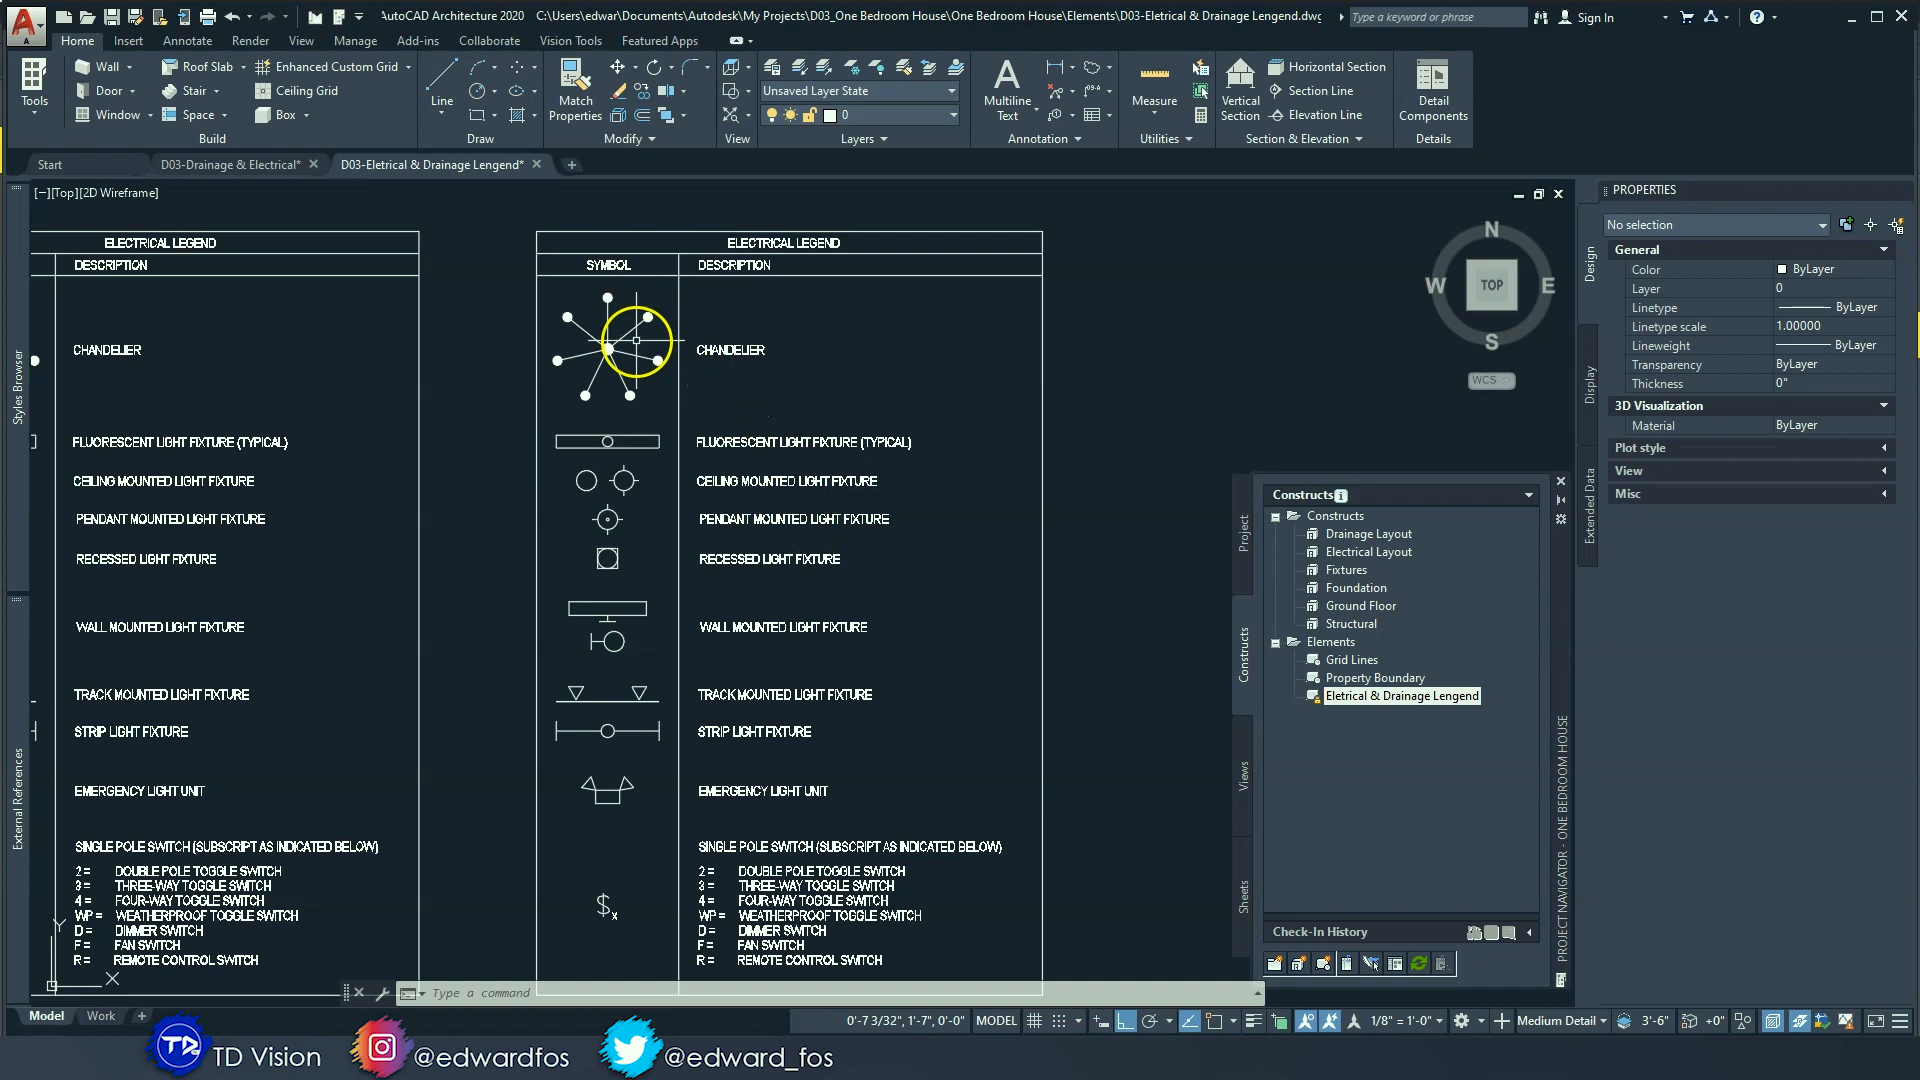 AutoCAD Architecture 2020 C:\Users\edwar\Documents\Autodesk\My Projects\D03_One Bedroom House\One Bedroom House\Elements\D03-Eletrical & Drainage Lengend.dwg
Type a keyword or phrase
Sign In
Home Insert Annotate Render View Manage Add-ins Collaborate Vision Tools Featured Apps
Tools
Wall Roof Slab Enhanced Custom Grid
Door Stair Ceiling Grid
Window Space Box
Build
Line
Draw
Match Properties
Modify
View
Unsaved Layer State
0
Layers
Multiline Text
Annotation
Measure
Utilities
Vertical Section
Horizontal Section
Section Line
Elevation Line
Section & Elevation
Detail Components
Details
Start D03-Drainage & Electrical* D03-Eletrical & Drainage Lengend*
[−][Top][2D Wireframe]
Styles Browser
External References
ELECTRICAL LEGEND
DESCRIPTION
CHANDELIER
FLUORESCENT LIGHT FIXTURE (TYPICAL)
CEILING MOUNTED LIGHT FIXTURE
PENDANT MOUNTED LIGHT FIXTURE
RECESSED LIGHT FIXTURE
WALL MOUNTED LIGHT FIXTURE
TRACK MOUNTED LIGHT FIXTURE
STRIP LIGHT FIXTURE
EMERGENCY LIGHT UNIT
SINGLE POLE SWITCH (SUBSCRIPT AS INDICATED BELOW)
2 = DOUBLE POLE TOGGLE SWITCH
3 = THREE-WAY TOGGLE SWITCH
4 = FOUR-WAY TOGGLE SWITCH
WP = WEATHERPROOF TOGGLE SWITCH
D = DIMMER SWITCH
F = FAN SWITCH
R = REMOTE CONTROL SWITCH
Y
X
ELECTRICAL LEGEND
SYMBOL DESCRIPTION
CHANDELIER
FLUORESCENT LIGHT FIXTURE (TYPICAL)
CEILING MOUNTED LIGHT FIXTURE
PENDANT MOUNTED LIGHT FIXTURE
RECESSED LIGHT FIXTURE
WALL MOUNTED LIGHT FIXTURE
TRACK MOUNTED LIGHT FIXTURE
STRIP LIGHT FIXTURE
EMERGENCY LIGHT UNIT
SINGLE POLE SWITCH (SUBSCRIPT AS INDICATED BELOW)
2 = DOUBLE POLE TOGGLE SWITCH
3 = THREE-WAY TOGGLE SWITCH
4 = FOUR-WAY TOGGLE SWITCH
WP = WEATHERPROOF TOGGLE SWITCH
D = DIMMER SWITCH
F = FAN SWITCH
R = REMOTE CONTROL SWITCH
$x
N
W TOP E
S
WCS
PROPERTIES
No selection
General
Color ByLayer
Layer 0
Linetype ByLayer
Linetype scale 1.00000
Lineweight ByLayer
Transparency ByLayer
Thickness 0"
3D Visualization
Material ByLayer
Plot style
View
Misc
Design
Display
Extended Data
Constructs
Constructs
Drainage Layout
Electrical Layout
Fixtures
Foundation
Ground Floor
Structural
Elements
Grid Lines
Property Boundary
Eletrical & Drainage Lengend
Check-In History
Project
Constructs
Views
Sheets
PROJECT NAVIGATOR - ONE BEDROOM HOUSE
Type a command
Model Work
0'-7 3/32", 1'-7", 0'-0" MODEL 1/8" = 1'-0" Medium Detail 3'-6" +0"
TD TD Vision @edwardfos @edward_fos